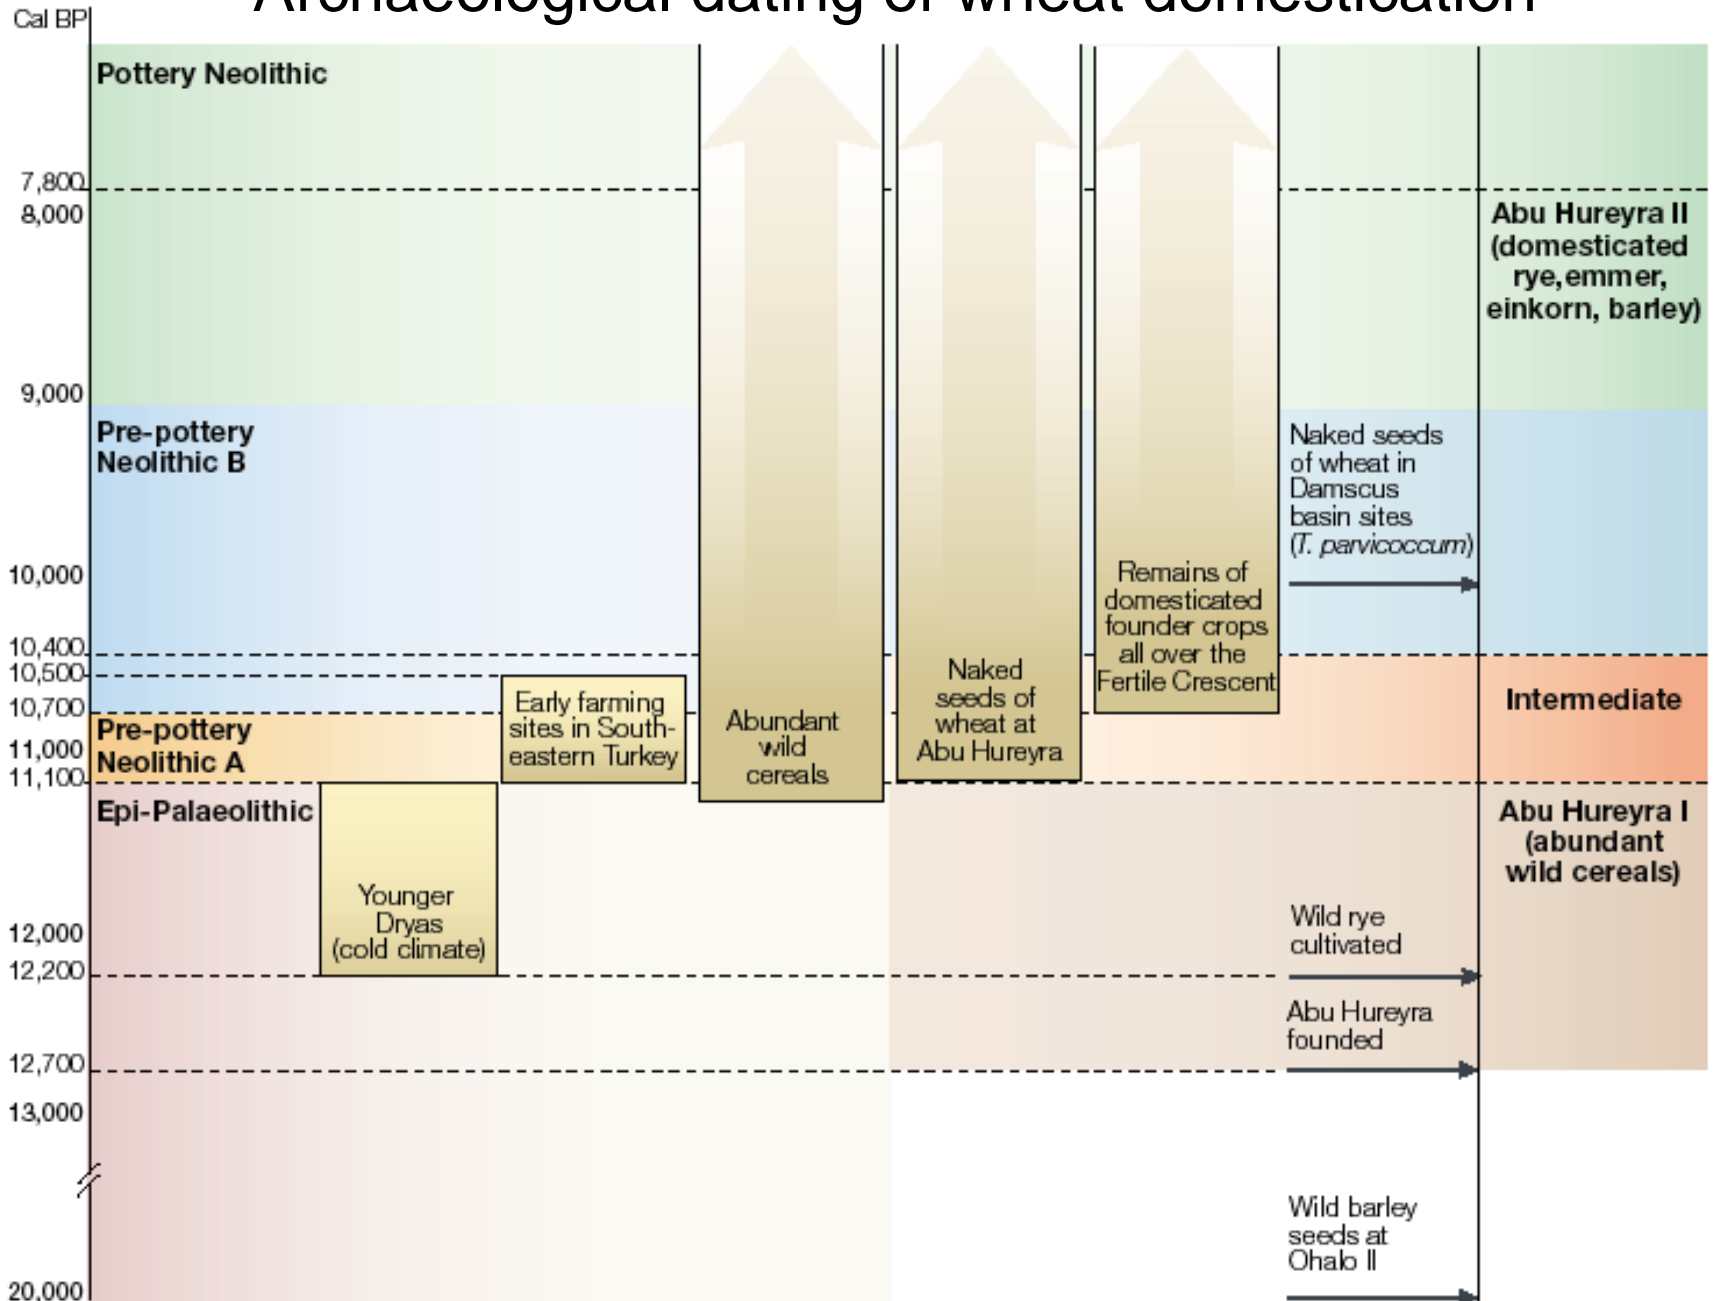 Archaeological dating of wheat domestication
Cal BP
Pottery Neolithic
7,800
8,000
9,000
Pre-pottery
Neolithic B
10,000
10,400
10,500
10,700
Pre-pottery
Neolithic A
11,000
11,100
Epi-Palaeolithic
12,000
12,200
12,700
13,000
20,000
Younger
Dryas
(cold climate)
Early farming
sites in South-
eastern Turkey
Abundant
wild
cereals
Naked
seeds of
wheat at
Abu Hureyra
Remains of
domesticated
founder crops
all over the
Fertile Crescent
Naked seeds
of wheat in
Damscus
basin sites
(T. parvicoccum)
Wild rye
cultivated
Abu Hureyra
founded
Wild barley
seeds at
Ohalo II
Abu Hureyra II
(domesticated
rye, emmer,
einkorn, barley)
Intermediate
Abu Hureyra I
(abundant
wild cereals)